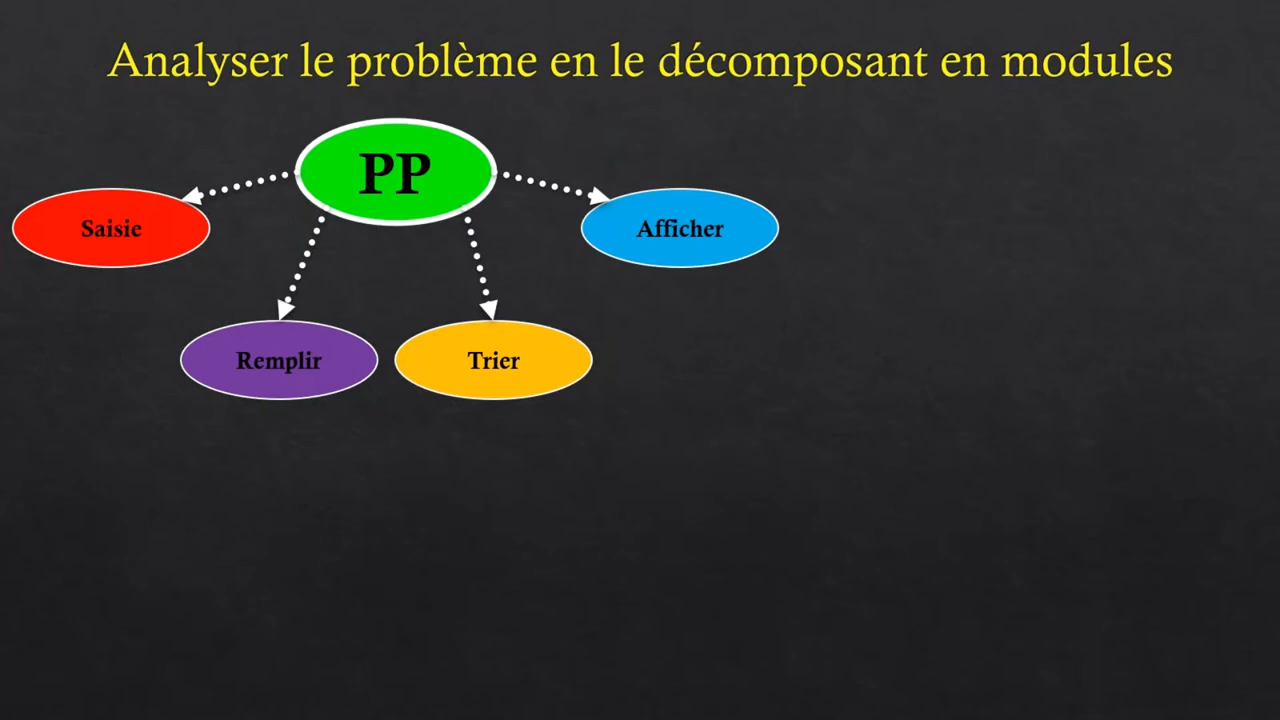 Analyser le problème en le décomposant en modules
PP
Saisie
Afficher
Remplir
Trier